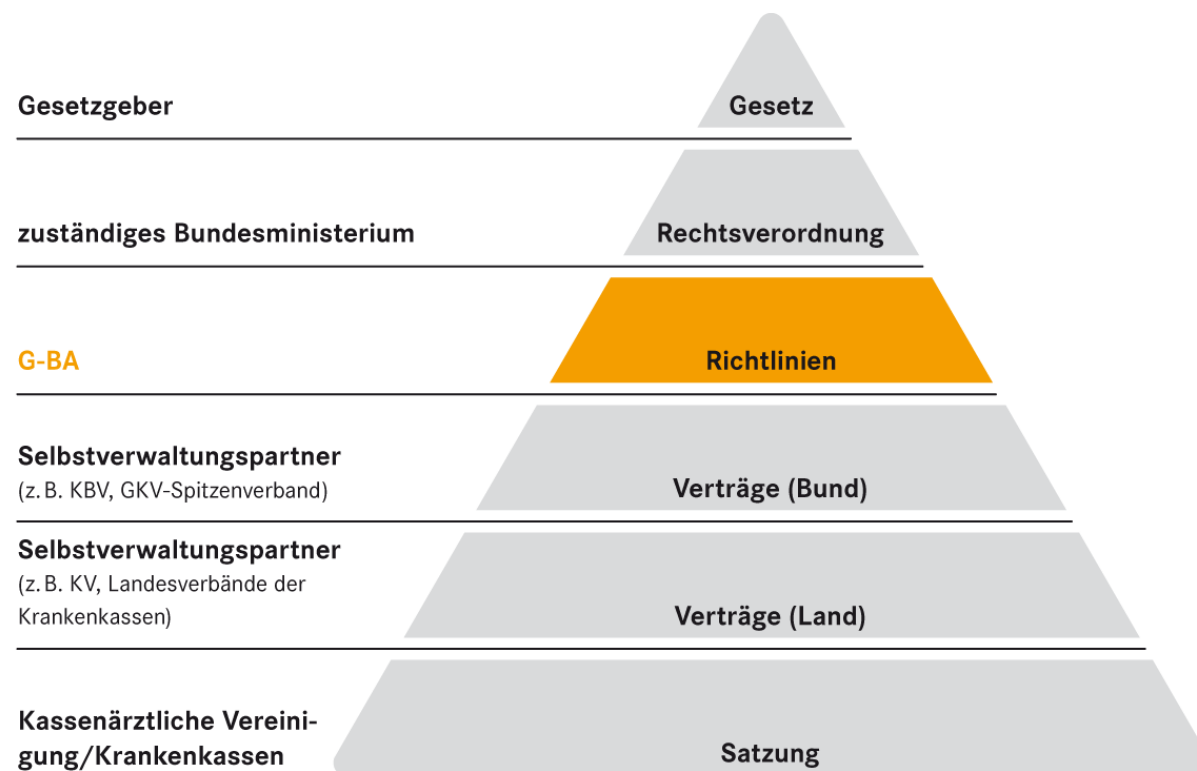 Gesetzgeber
Gesetz
zuständiges Bundesministerium
Rechtsverordnung
G-BA
Richtlinien
Selbstverwaltungspartner
(z. B. KBV, GKV-Spitzenverband)
Verträge (Bund)
Selbstverwaltungspartner
(z. B. KV, Landesverbände der
Krankenkassen)
Verträge (Land)
Kassenärztliche Vereini-
gung/Krankenkassen
Satzung